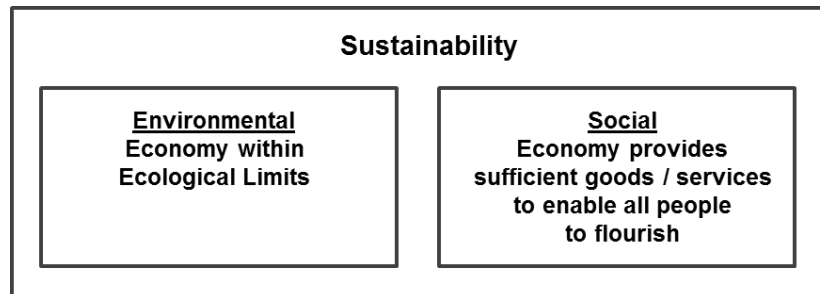 Sustainability
Environmental
Economy within
Ecological Limits
Social
Economy provides
sufficient goods / services
to enable all people
to flourish